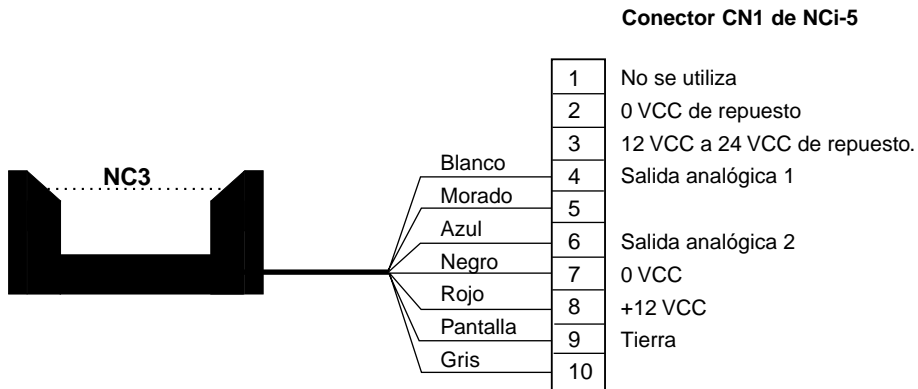 Conector CN1 de NCi-5
1 No se utiliza
2 0 VCC de repuesto
3 12 VCC a 24 VCC de repuesto.
NC3
Blanco 4 Salida analógica 1
Morado 5
Azul 6 Salida analógica 2
Negro 7 0 VCC
Rojo 8 +12 VCC
Pantalla 9 Tierra
Gris 10